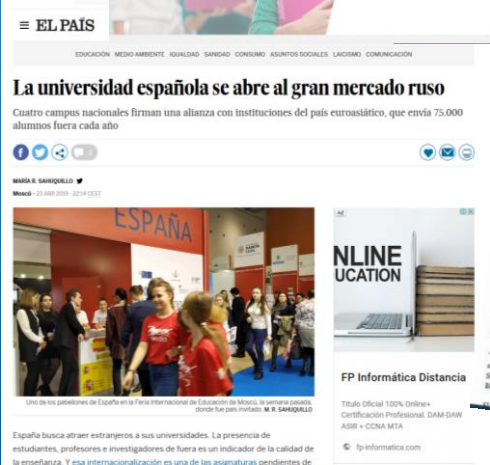 ≡ EL PAÍS
EDUCACIÓN MEDIO AMBIENTE IGUALDAD SANIDAD CONSUMO ASUNTOS SOCIALES LAICISMO COMUNICACIÓN
La universidad española se abre al gran mercado ruso
Cuatro campus nacionales firman una alianza con instituciones del país euroasiático, que envía 75.000
alumnos fuera cada año
MARÍA R. SAHUQUILLO
Moscú - 23 ABR 2019 - 22:14 CEST
ESPAÑA
NLINE
UCATION
Uno de los pabellones de España en la Feria Internacional de Educación de Moscú, la semana pasada,
donde fue país invitado. M. R. SAHUQUILLO
FP Informática Distancia
Título Oficial 100% Online+
Certificación Profesional. DAM-DAW
ASIR + CCNA MTA
fp-informatica.com
España busca atraer extranjeros a sus universidades. La presencia de
estudiantes, profesores e investigadores de fuera es un indicador de la calidad de
la enseñanza. Y esa internacionalización es una de las asignaturas pendientes de